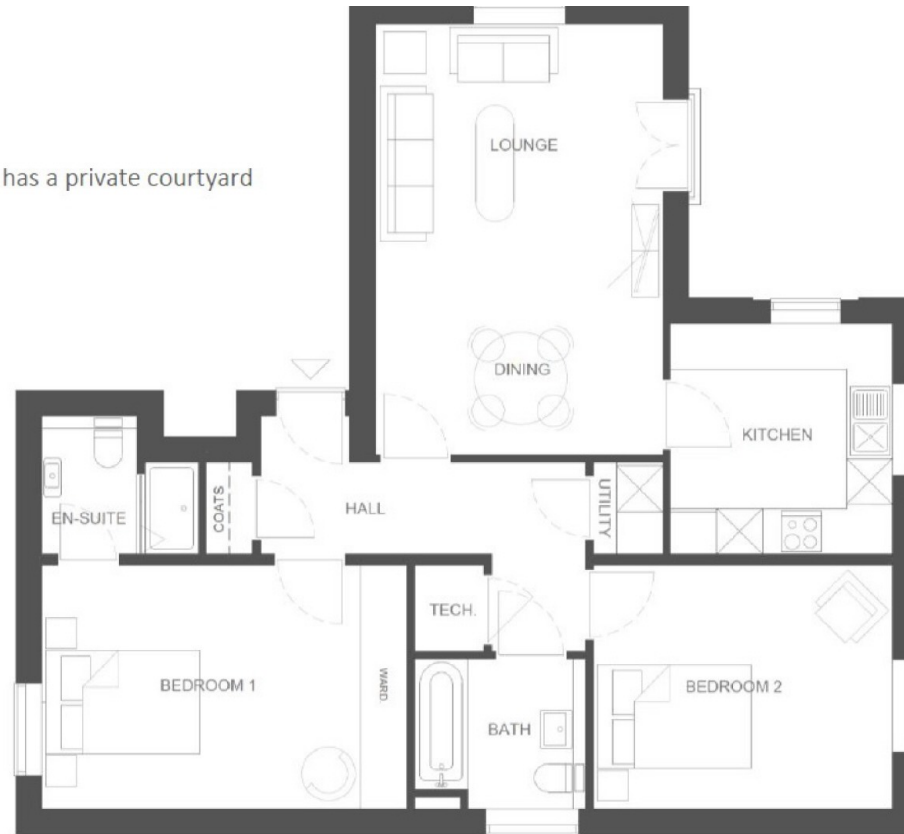 LOUNGE
has a private courtyard
DINING
KITCHEN
COATS
UTILITY
HALL
EN-SUITE
TECH.
WARD
BEDROOM 1
BEDROOM 2
BATH